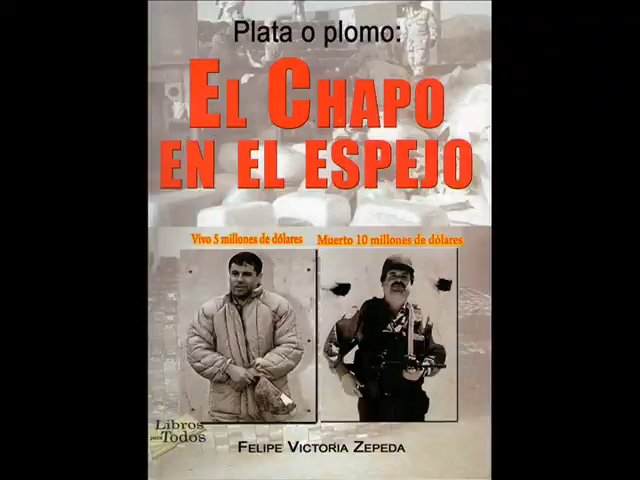 Plata o plomo:
EL CHAPO
EN EL ESPEJO
Vivo 5 millones de dólares
Muerto 10 millones de dólares
Libros
para Todos
FELIPE VICTORIA ZEPEDA